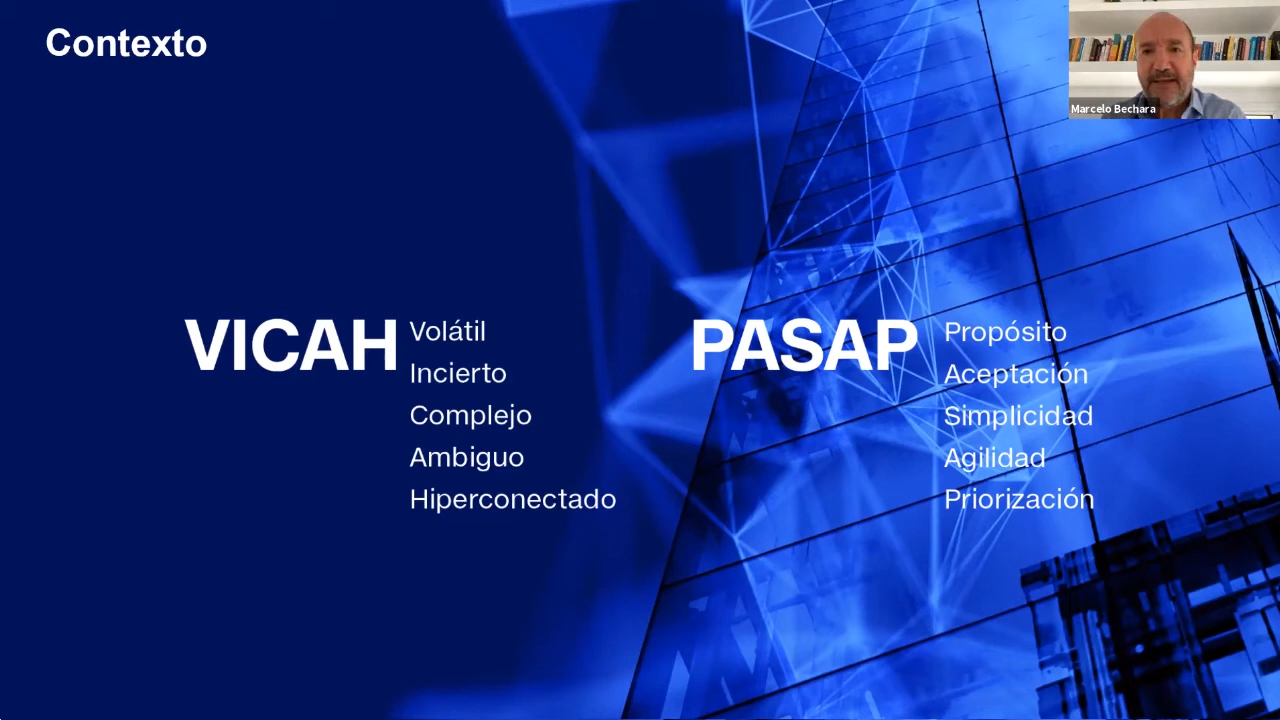 Contexto
Marcelo Bechara
VICAH
Volátil
Incierto
Complejo
Ambiguo
Hiperconectado
PASAP
Propósito
Aceptación
Simplicidad
Agilidad
Priorización